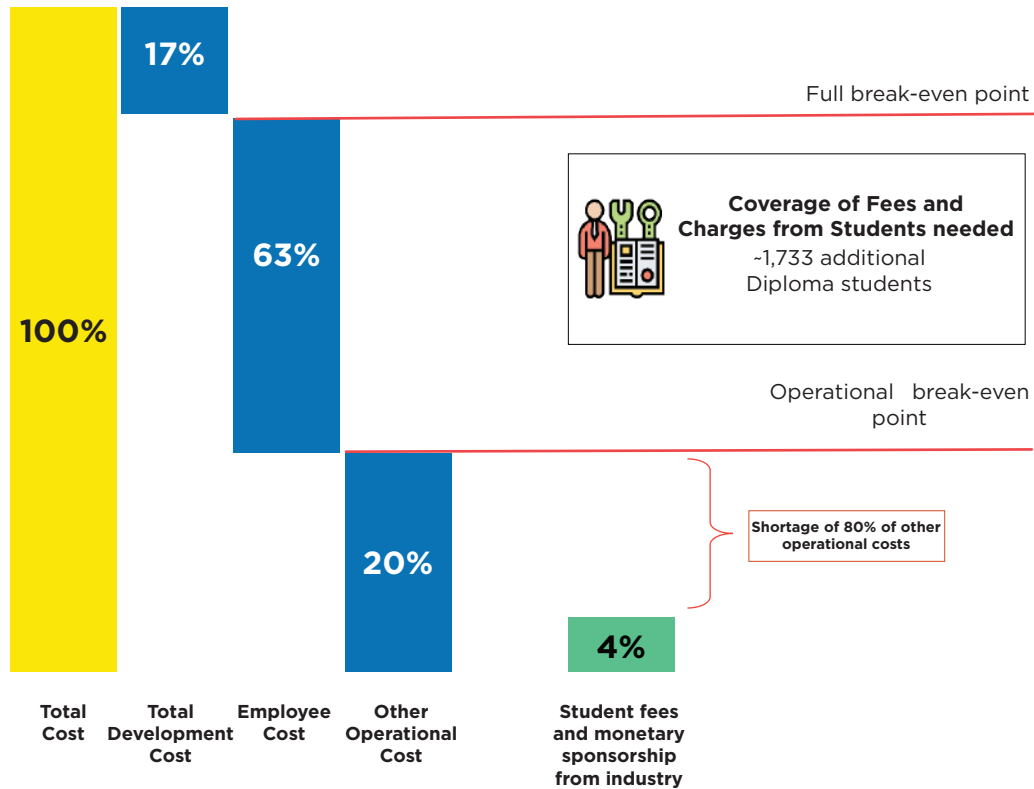 17%
Full break-even point
Coverage of Fees and
Charges from Students needed
~1,733 additional
Diploma students
63%
100%
Operational break-even
point
Shortage of 80% of other
operational costs
20%
4%
Total
Cost
Total
Development
Cost
Employee
Cost
Other
Operational
Cost
Student fees
and monetary
sponsorship
from industry